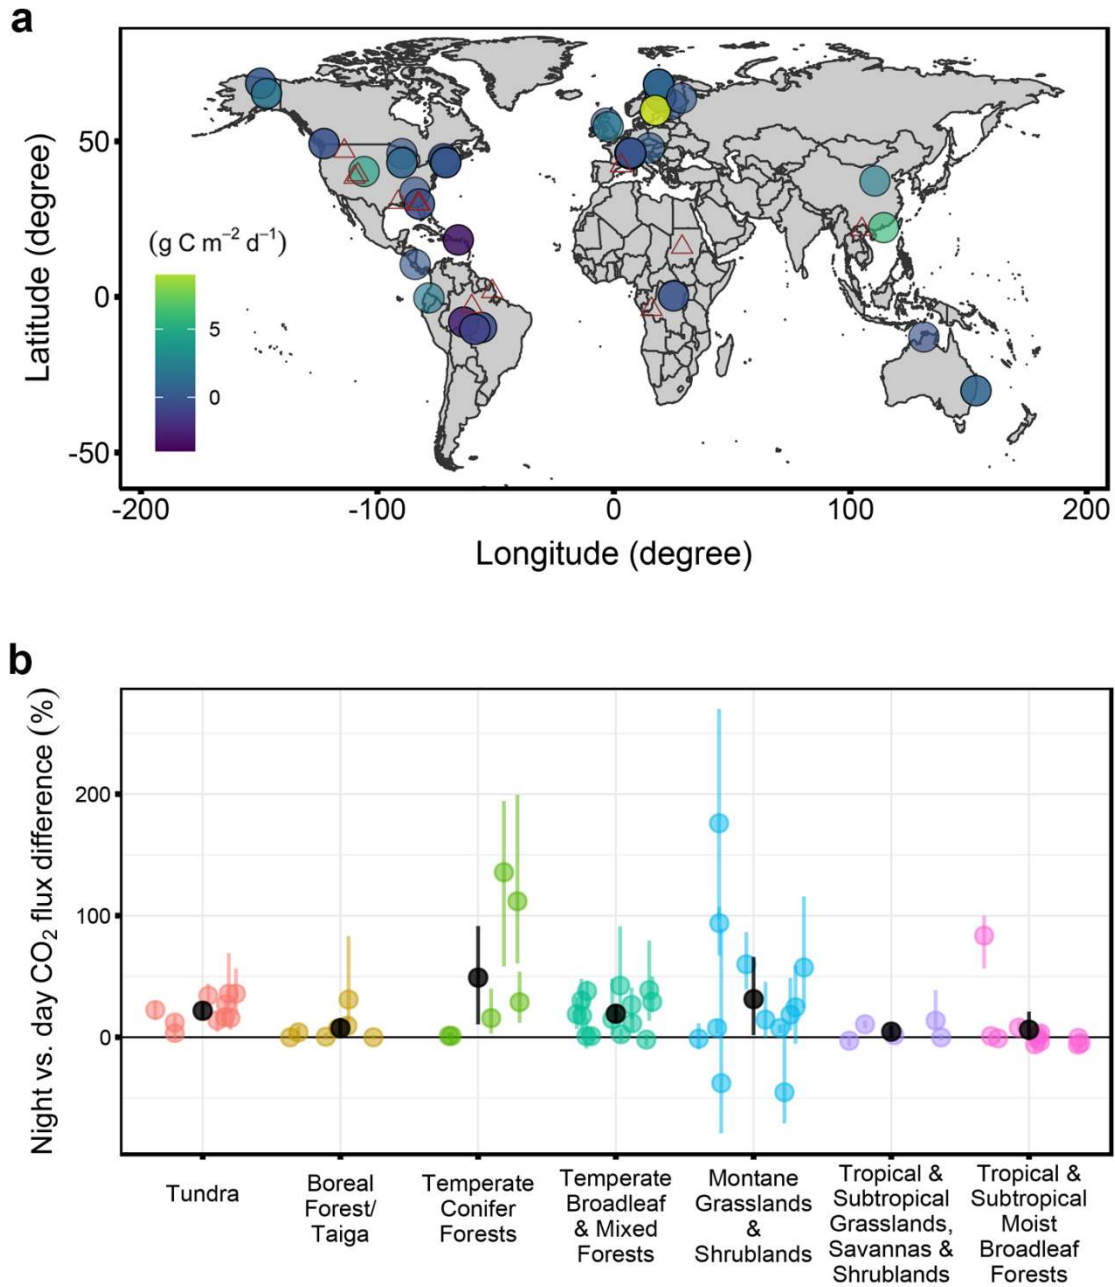 a
Latitude (degree)
50
0
-50
(g C m⁻² d⁻¹)
5
0
-200
-100
0
100
200
Longitude (degree)
b
Night vs. day CO₂ flux difference (%)
200
100
0
Tundra
Boreal
Forest/
Taiga
Temperate
Conifer
Forests
Temperate
Broadleaf
& Mixed
Forests
Montane
Grasslands
&
Shrublands
Tropical &
Subtropical
Grasslands,
Savannas &
Shrublands
Tropical &
Subtropical
Moist
Broadleaf
Forests